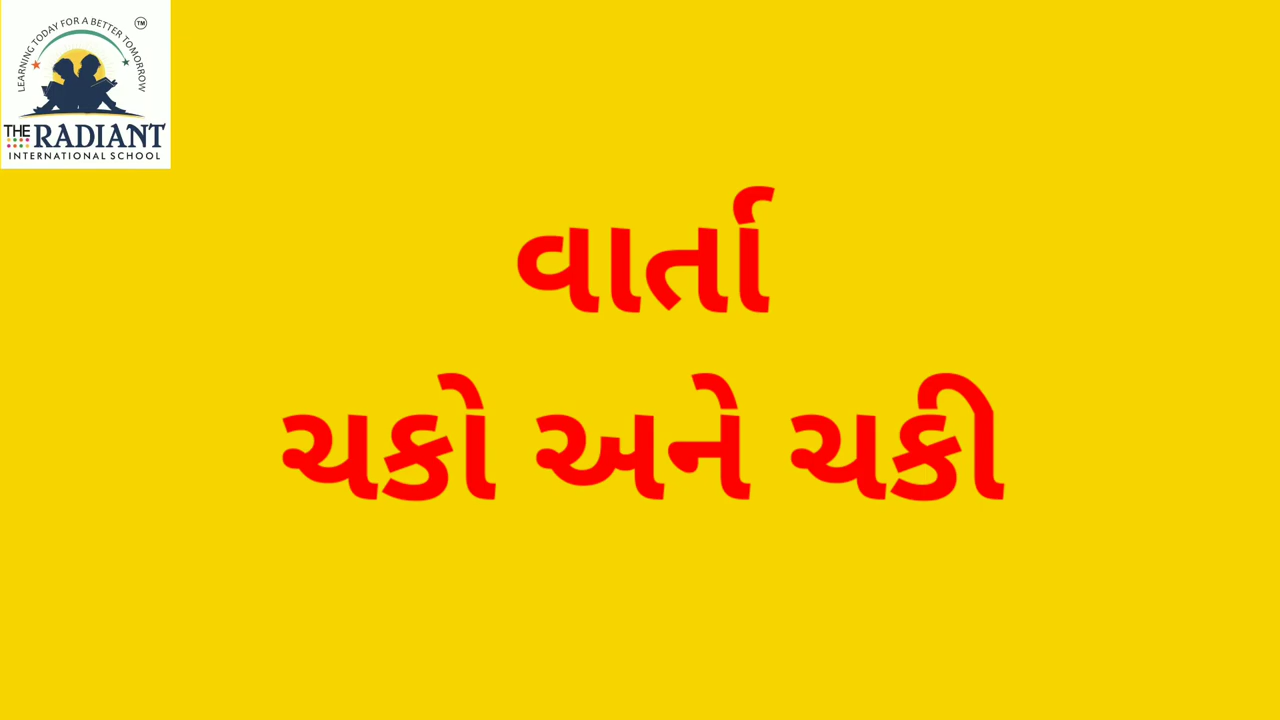 LEARNING TODAY FOR A BETTER TOMORROW
TM
THE RADIANT
INTERNATIONAL SCHOOL
વાર્તા
ચકો અને ચકી